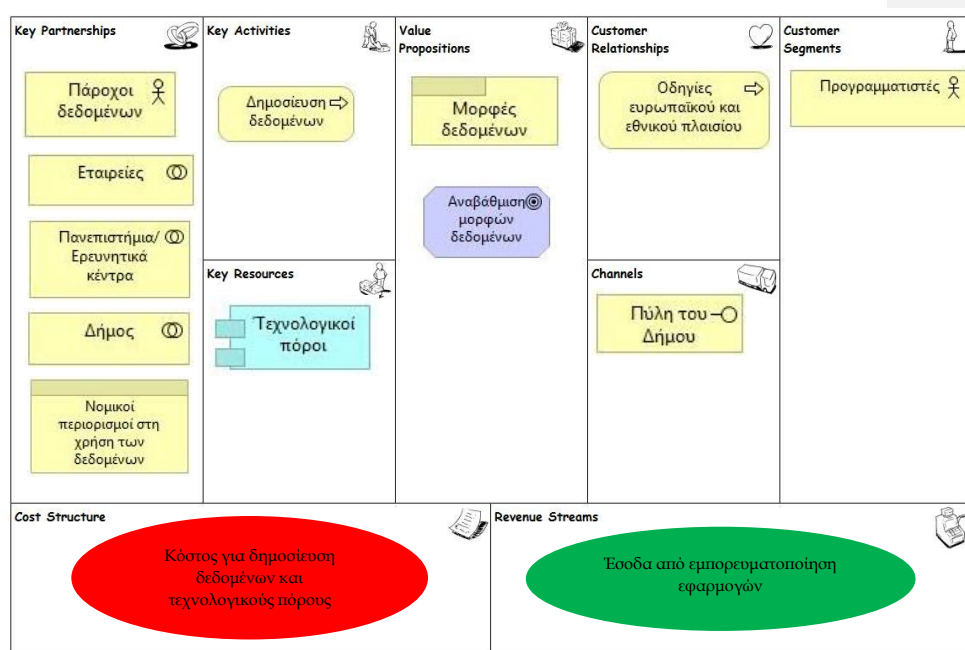 Key Partnerships
Πάροχοι
δεδομένων
Εταιρείες
Πανεπιστήμια/
Ερευνητικά
κέντρα
Δήμος
Νομικοί
περιορισμοί στη
χρήση των
δεδομένων
Key Activities
Δημοσίευση
δεδομένων
Key Resources
Τεχνολογικοί
πόροι
Value
Propositions
Μορφές
δεδομένων
Αναβάθμιση
μορφών
δεδομένων
Customer
Relationships
Οδηγίες
ευρωπαϊκού και
εθνικού πλαισίου
Channels
Πύλη του
Δήμου
Customer
Segments
Προγραμματιστές
Cost Structure
Κόστος για δημοσίευση
δεδομένων και
τεχνολογικούς πόρους
Revenue Streams
Έσοδα από εμπορευματοποίηση
εφαρμογών